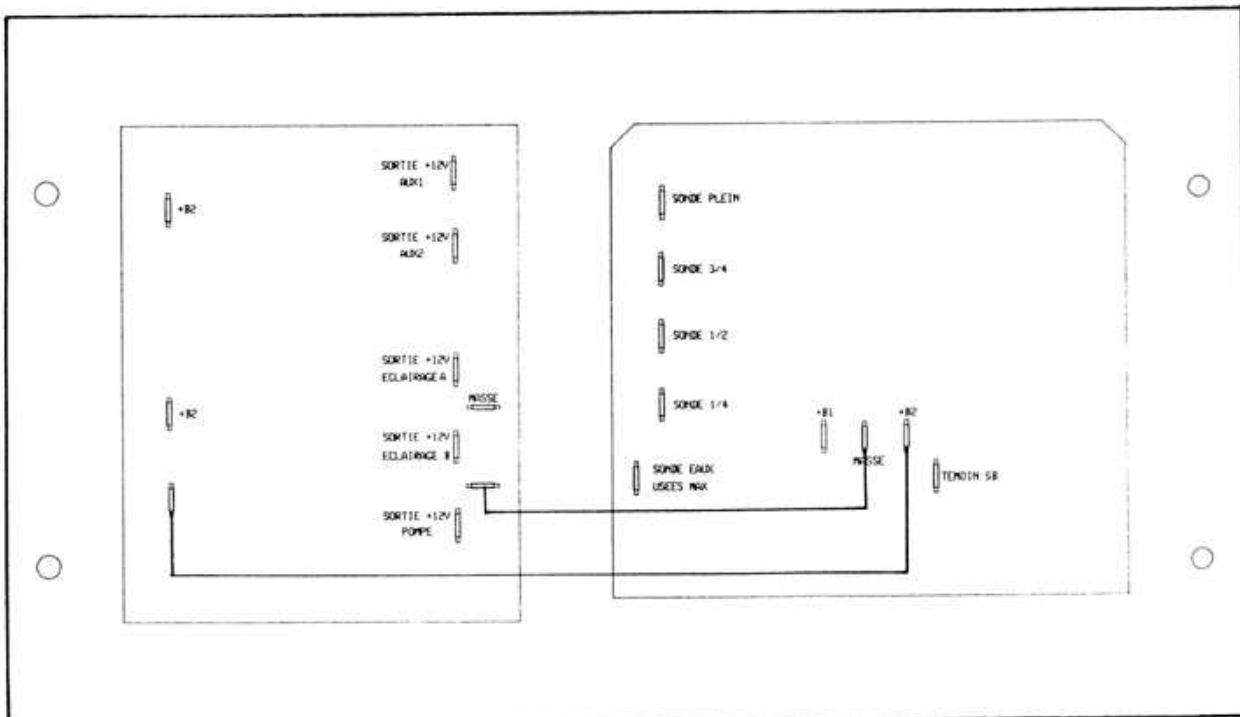 SORTIE +12V
AUX1
+B2
SORTIE +12V
AUX2
SORTIE +12V
ECLAIRAGE A
MASSE
+B2
SORTIE +12V
ECLAIRAGE B
SORTIE +12V
POMPE
SONDE PLEIN
SONDE 3/4
SONDE 1/2
SONDE 1/4
+B1
+B2
MASSE
SONDE EAUX
USEES MAX
TEMOIN SB